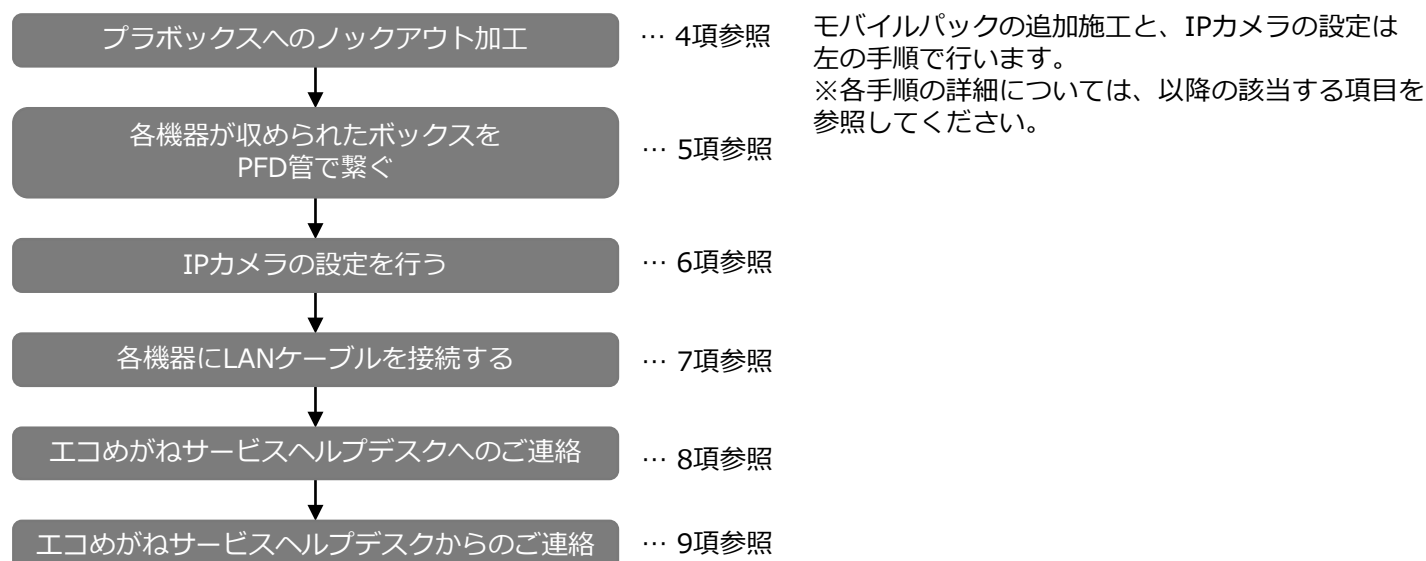 プラボックスへのノックアウト加工
… 4項参照
各機器が収められたボックスを
PFD管で繋ぐ
… 5項参照
IPカメラの設定を行う
… 6項参照
各機器にLANケーブルを接続する
… 7項参照
エコめがねサービスヘルプデスクへのご連絡
… 8項参照
エコめがねサービスヘルプデスクからのご連絡
… 9項参照
モバイルパックの追加施工と、IPカメラの設定は
左の手順で行います。
※各手順の詳細については、以降の該当する項目を
参照してください。